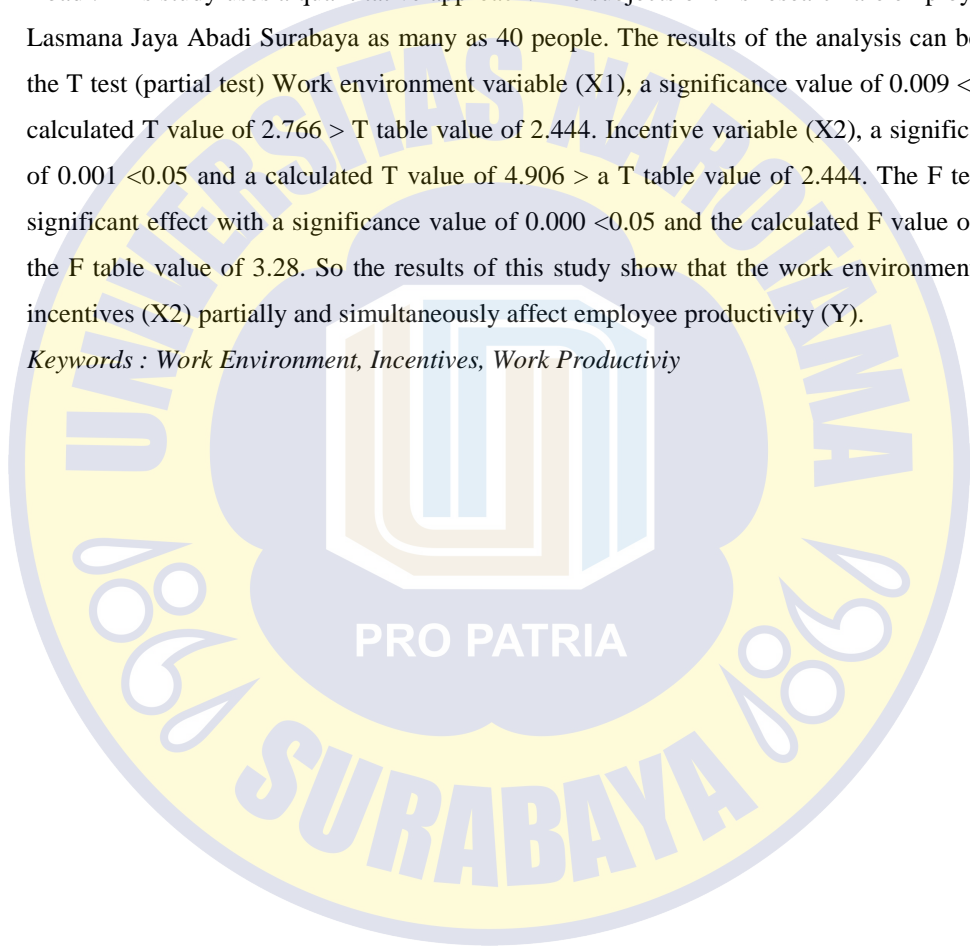 Lasmana Jaya Abadi Surabaya as many as 40 people. The results of the analysis can be
the T test (partial test) Work environment variable (X1), a significance value of 0.009 <
calculated T value of 2.766 > T table value of 2.444. Incentive variable (X2), a signific
of 0.001 <0.05 and a calculated T value of 4.906 > a T table value of 2.444. The F te
significant effect with a significance value of 0.000 <0.05 and the calculated F value o
the F table value of 3.28. So the results of this study show that the work environmen
incentives (X2) partially and simultaneously affect employee productivity (Y).
Keywords : Work Environment, Incentives, Work Productiviy
UNIVERSITAS NAROTAMA
PRO PATRIA
1981 1981
SURABAYA